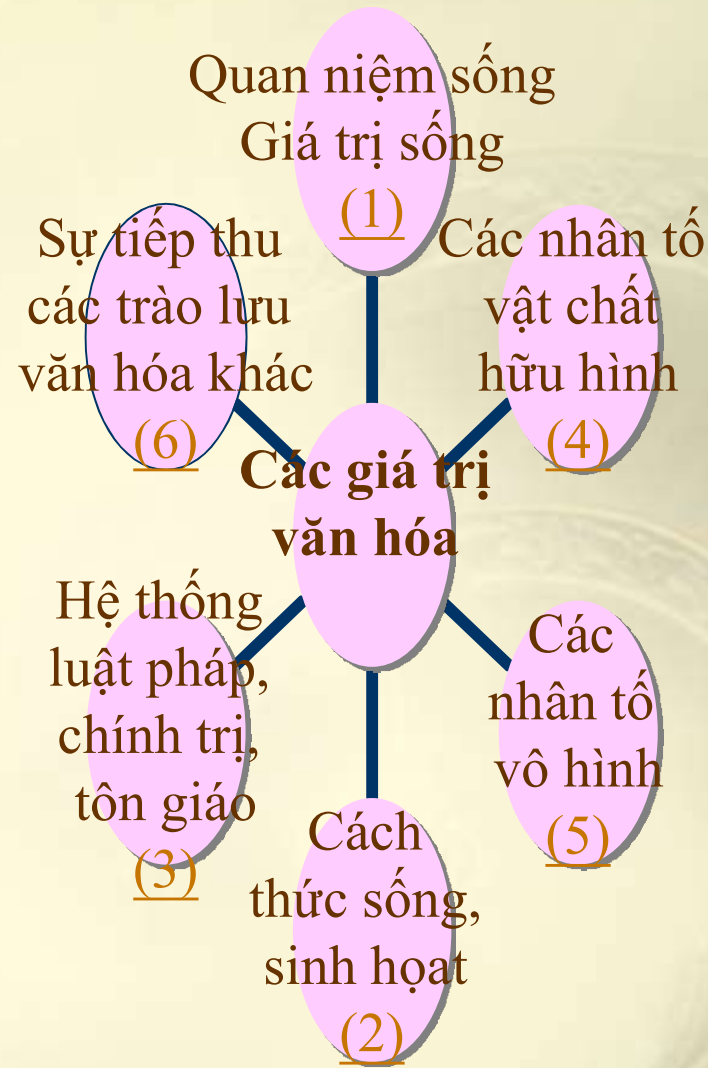 Quan niệm sống
Giá trị sống
(1)
Sự tiếp thu
các trào lưu
văn hóa khác
(6)
Các nhân tố
vật chất
hữu hình
(4)
Các giá trị
văn hóa
Hệ thống
luật pháp,
chính trị,
tôn giáo
(3)
Các
nhân tố
vô hình
(5)
Cách
thức sống,
sinh họat
(2)